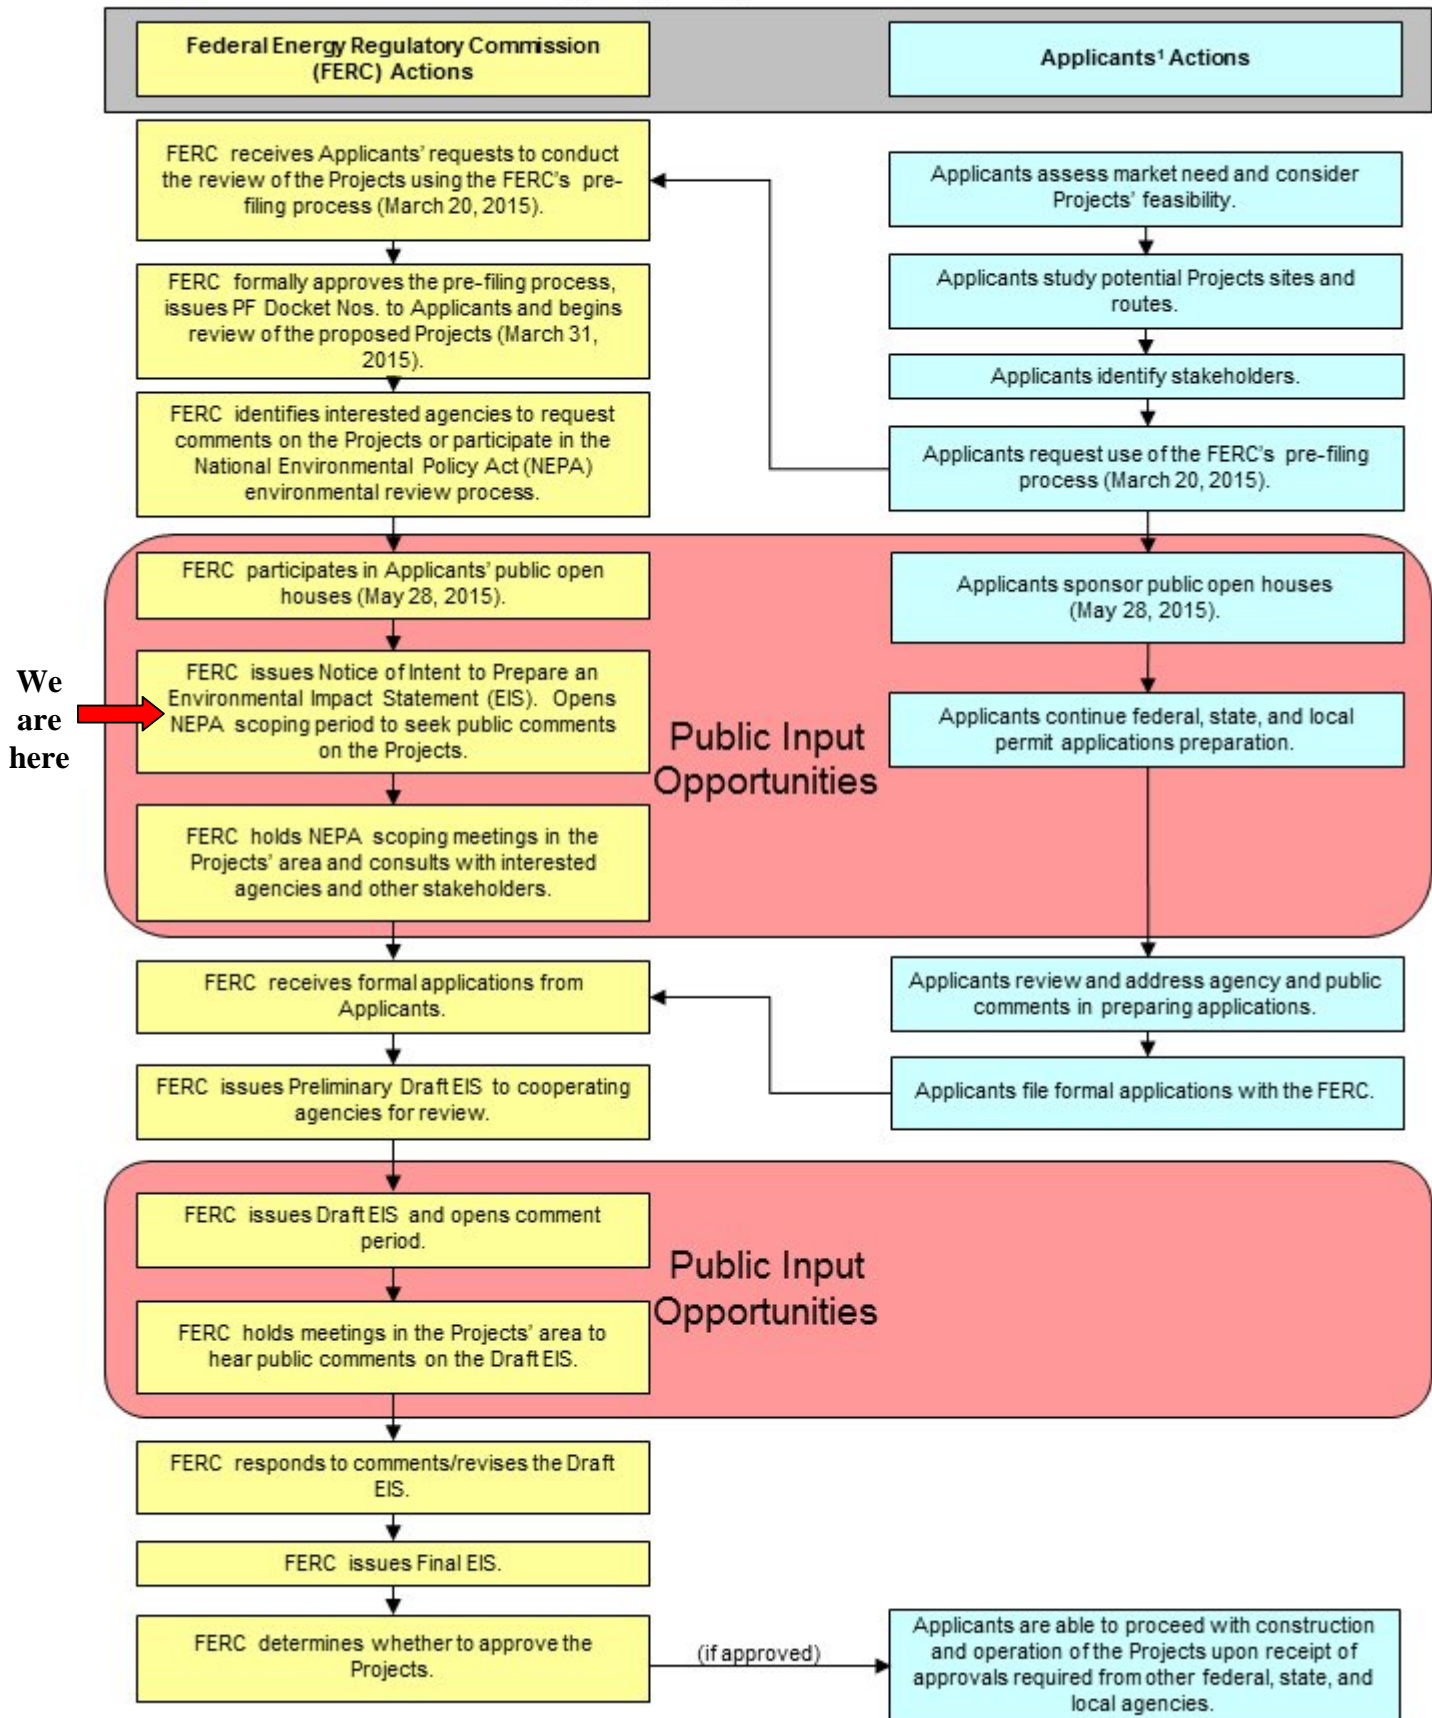 Federal Energy Regulatory Commission
(FERC) Actions
Applicants¹ Actions
FERC receives Applicants' requests to conduct
the review of the Projects using the FERC's pre-
filing process (March 20, 2015).
FERC formally approves the pre-filing process,
issues PF Docket Nos. to Applicants and begins
review of the proposed Projects (March 31,
2015).
FERC identifies interested agencies to request
comments on the Projects or participate in the
National Environmental Policy Act (NEPA)
environmental review process.
Applicants assess market need and consider
Projects' feasibility.
Applicants study potential Projects sites and
routes.
Applicants identify stakeholders.
Applicants request use of the FERC's pre-filing
process (March 20, 2015).
FERC participates in Applicants' public open
houses (May 28, 2015).
We
are
here
FERC issues Notice of Intent to Prepare an
Environmental Impact Statement (EIS). Opens
NEPA scoping period to seek public comments
on the Projects.
FERC holds NEPA scoping meetings in the
Projects' area and consults with interested
agencies and other stakeholders.
Public Input
Opportunities
Applicants sponsor public open houses
(May 28, 2015).
Applicants continue federal, state, and local
permit applications preparation.
FERC receives formal applications from
Applicants.
FERC issues Preliminary Draft EIS to cooperating
agencies for review.
Applicants review and address agency and public
comments in preparing applications.
Applicants file formal applications with the FERC.
FERC issues Draft EIS and opens comment
period.
FERC holds meetings in the Projects' area to
hear public comments on the Draft EIS.
Public Input
Opportunities
FERC responds to comments/revises the Draft
EIS.
FERC issues Final EIS.
FERC determines whether to approve the
Projects.
(if approved)
Applicants are able to proceed with construction
and operation of the Projects upon receipt of
approvals required from other federal, state, and
local agencies.